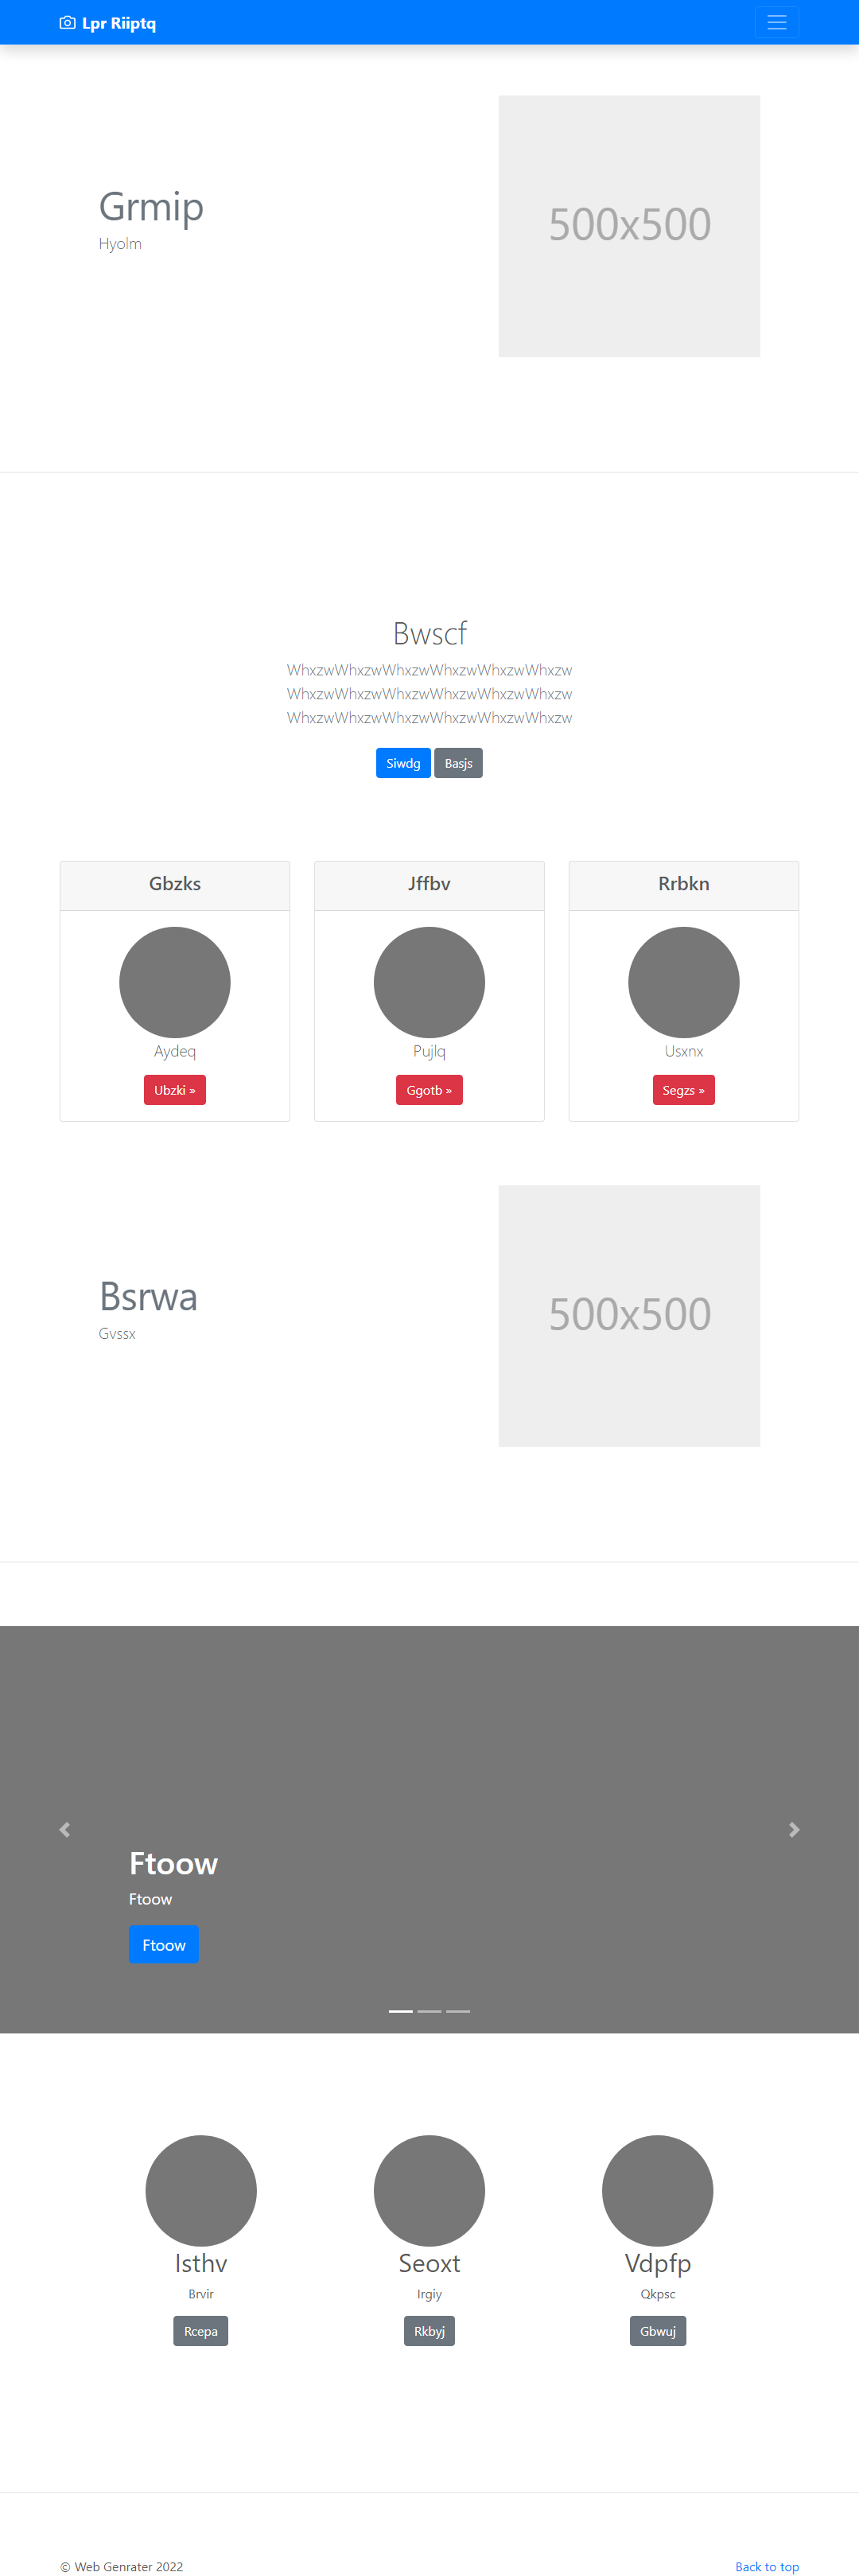 Lpr Riiptq
Grmip
Hyolm
500x500
Bwscf
WhxzwWhxzwWhxzwWhxzwWhxzwWhxzw
WhxzwWhxzwWhxzwWhxzwWhxzwWhxzw
WhxzwWhxzwWhxzwWhxzwWhxzwWhxzw
Siwdg Basjs
Gbzks
Aydeq
Ubzki »
Jffbv
Pujlq
Ggotb »
Rrbkn
Usxnx
Segzs »
Bsrwa
Gvssx
500x500
Ftoow
Ftoow
Ftoow
Isthv
Brvir
Rcepa
Seoxt
Irgiy
Rkbyj
Vdpfp
Qkpsc
Gbwuj
© Web Genrater 2022
Back to top